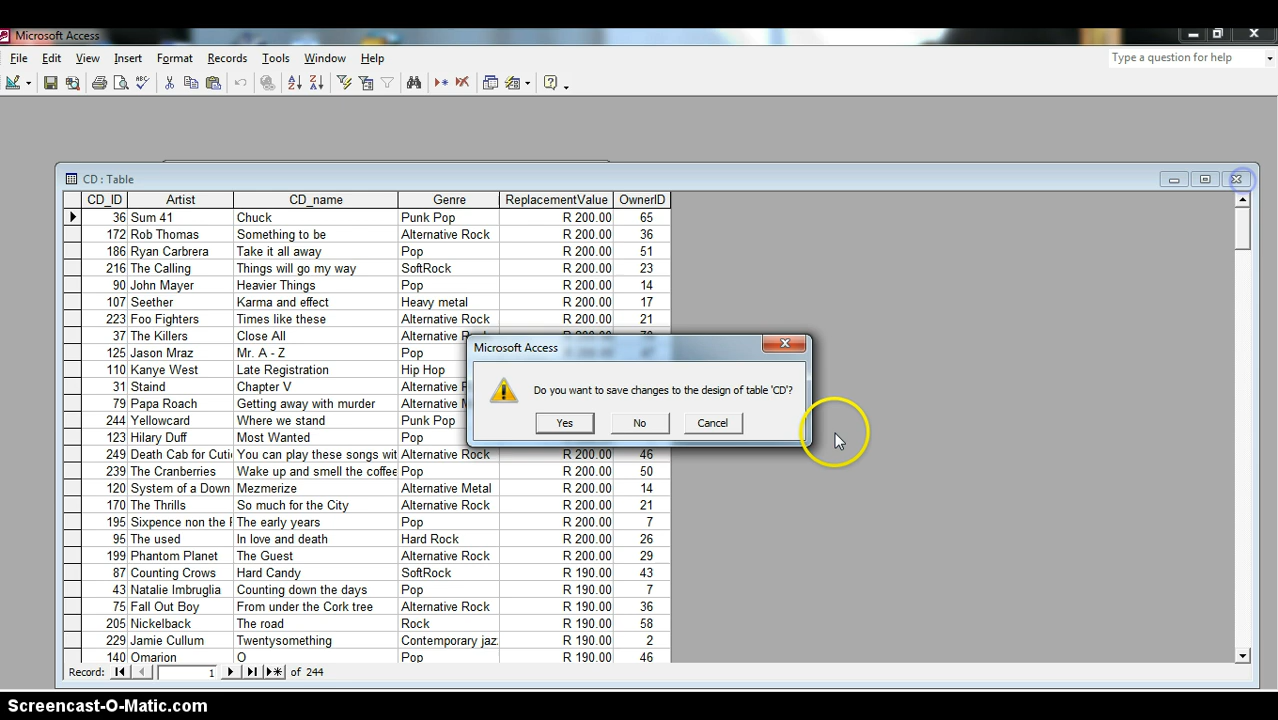 Microsoft Access
File Edit View Insert Format Records Tools Window Help Type a question for help
CD : Table
CD_ID Artist CD_name Genre ReplacementValue OwnerID
36 Sum 41 Chuck Punk Pop R 200.00 65
172 Rob Thomas Something to be Alternative Rock R 200.00 36
186 Ryan Carbrera Take it all away Pop R 200.00 51
216 The Calling Things will go my way SoftRock R 200.00 23
90 John Mayer Heavier Things Pop R 200.00 14
107 Seether Karma and effect Heavy metal R 200.00 17
223 Foo Fighters Times like these Alternative Rock R 200.00 21
37 The Killers Close All Alternative R
125 Jason Mraz Mr. A - Z Pop
110 Kanye West Late Registration Hip Hop
31 Staind Chapter V Alternative
79 Papa Roach Getting away with murder Alternative
244 Yellowcard Where we stand Punk Pop
123 Hilary Duff Most Wanted Pop
249 Death Cab for Cuti You can play these songs wit Alternative Rock R 200.00 46
239 The Cranberries Wake up and smell the coffee Pop R 200.00 50
120 System of a Down Mezmerize Alternative Metal R 200.00 14
170 The Thrills So much for the City Alternative Rock R 200.00 21
195 Sixpence non the R The early years Pop R 200.00 7
95 The used In love and death Hard Rock R 200.00 26
199 Phantom Planet The Guest Alternative Rock R 200.00 29
87 Counting Crows Hard Candy SoftRock R 190.00 43
43 Natalie Imbruglia Counting down the days Pop R 190.00 7
75 Fall Out Boy From under the Cork tree Alternative Rock R 190.00 36
205 Nickelback The road Rock R 190.00 58
229 Jamie Cullum Twentysomething Contemporary jaz R 190.00 2
140 Omarion O Pop R 190.00 46
Record: 1 of 244
Microsoft Access
Do you want to save changes to the design of table 'CD'?
Yes No Cancel
Screencast-O-Matic.com